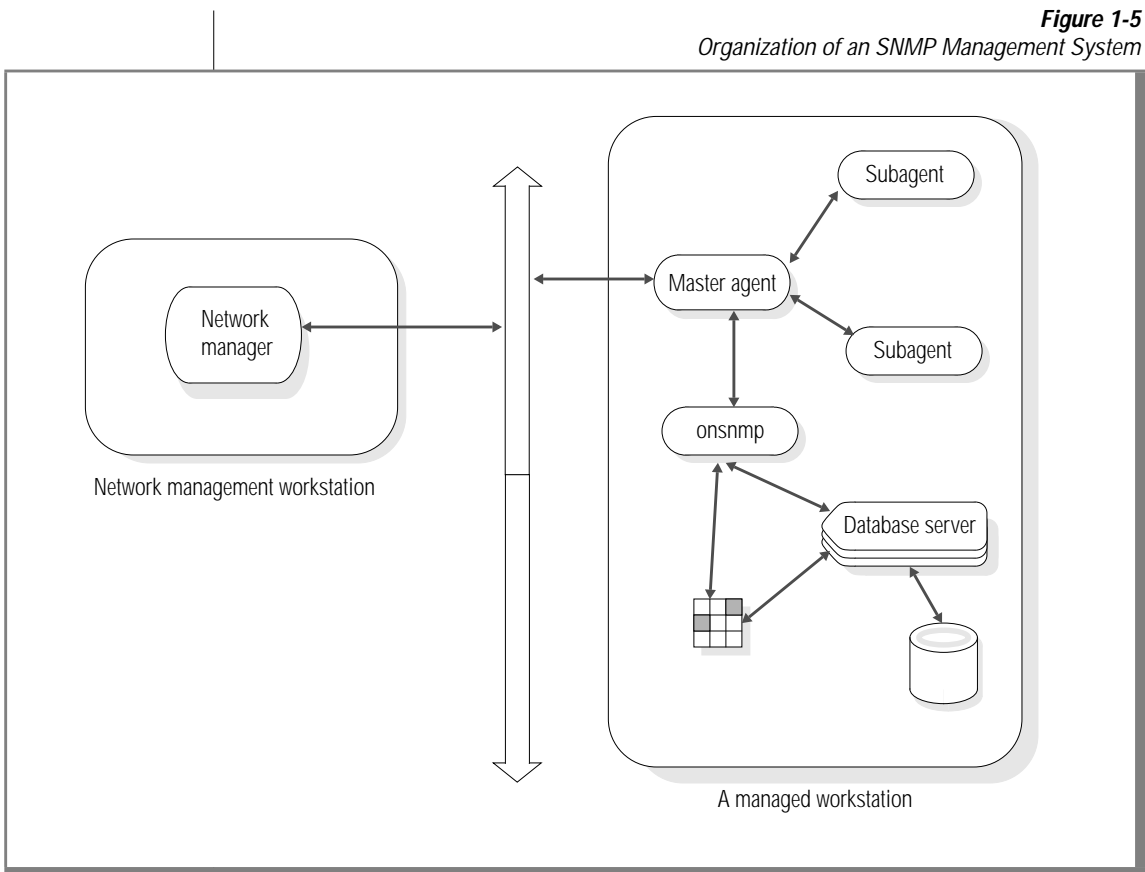 Figure 1-5
Organization of an SNMP Management System
Subagent
Master agent
Network
manager
Subagent
onsnmp
Network management workstation
Database server
A managed workstation